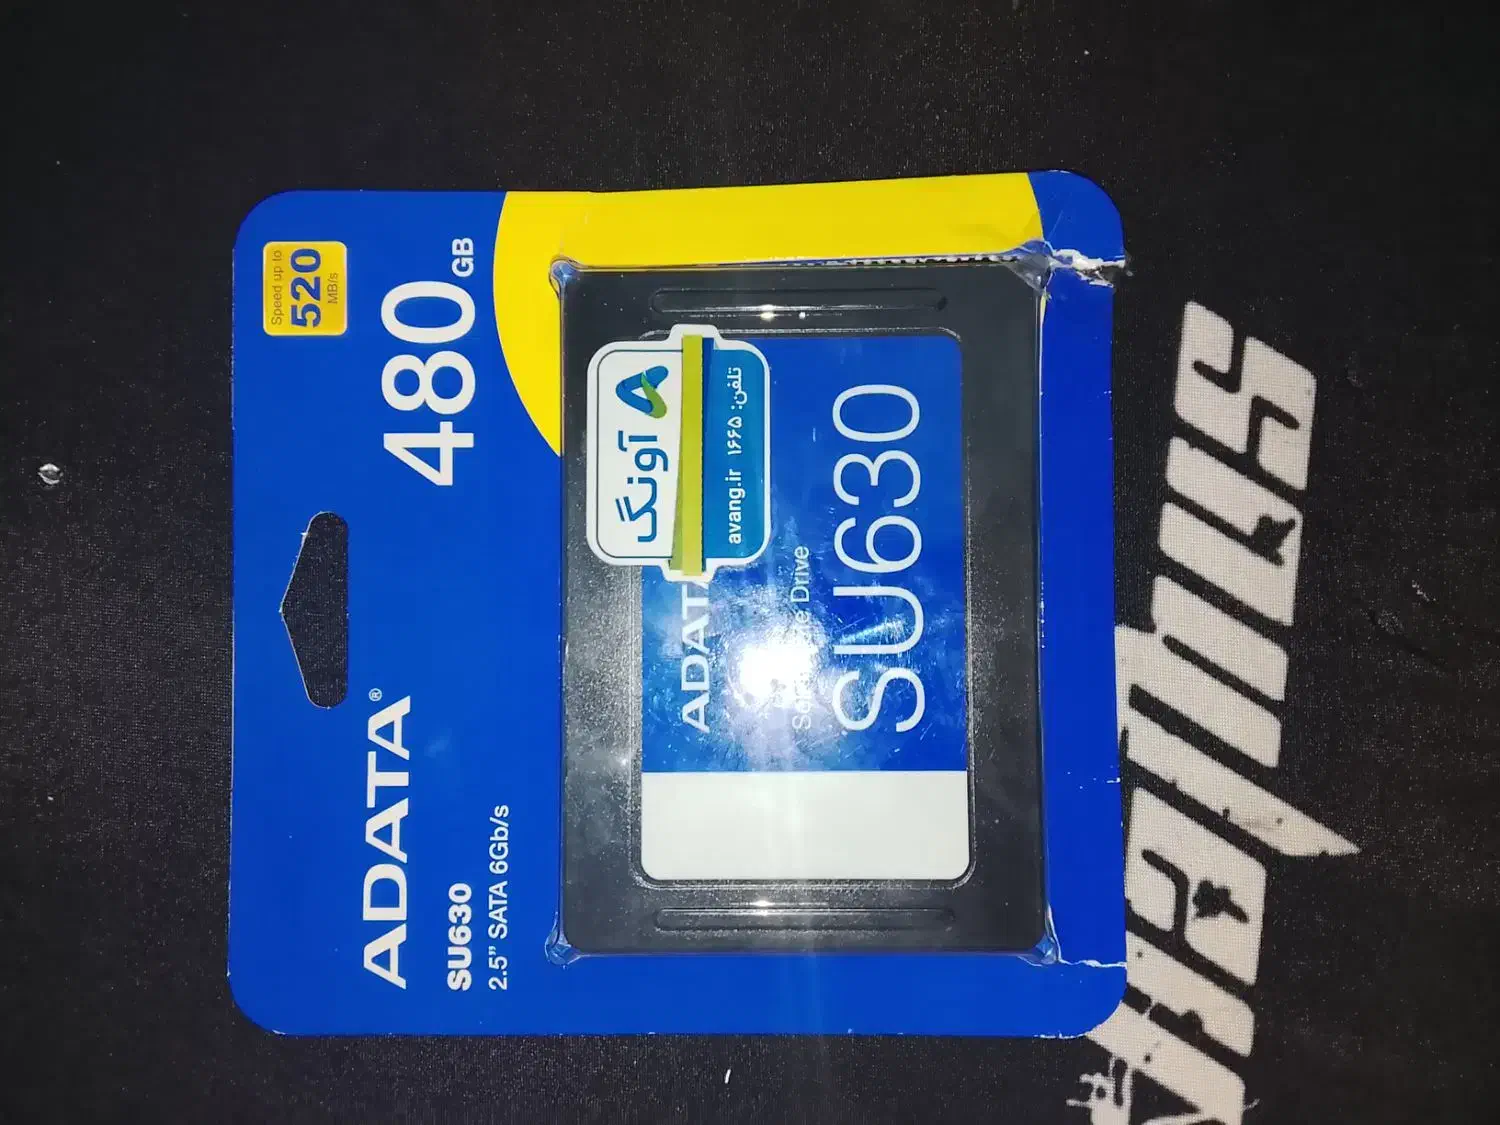 ADATA®
480 GB
Speed up to
520
MB/s
SU630
2.5" SATA 6Gb/s
آونگ
avang.ir تلفن: ۱۶۶۵
ADATA
Drive
SU630